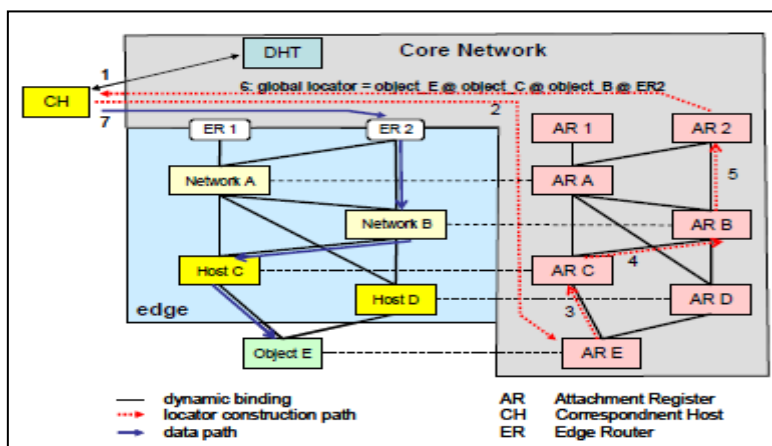 DHT
Core Network
1
6: global locator = object_E @ object_C @ object_B @ ER2
CH
2
7
ER 1
ER 2
AR 1
AR 2
5
Network A
AR A
Network B
AR B
4
Host C
AR C
Host D
AR D
edge
3
Object E
AR E
dynamic binding
locator construction path
data path
AR Attachment Register
CH Correspondnent Host
ER Edge Router